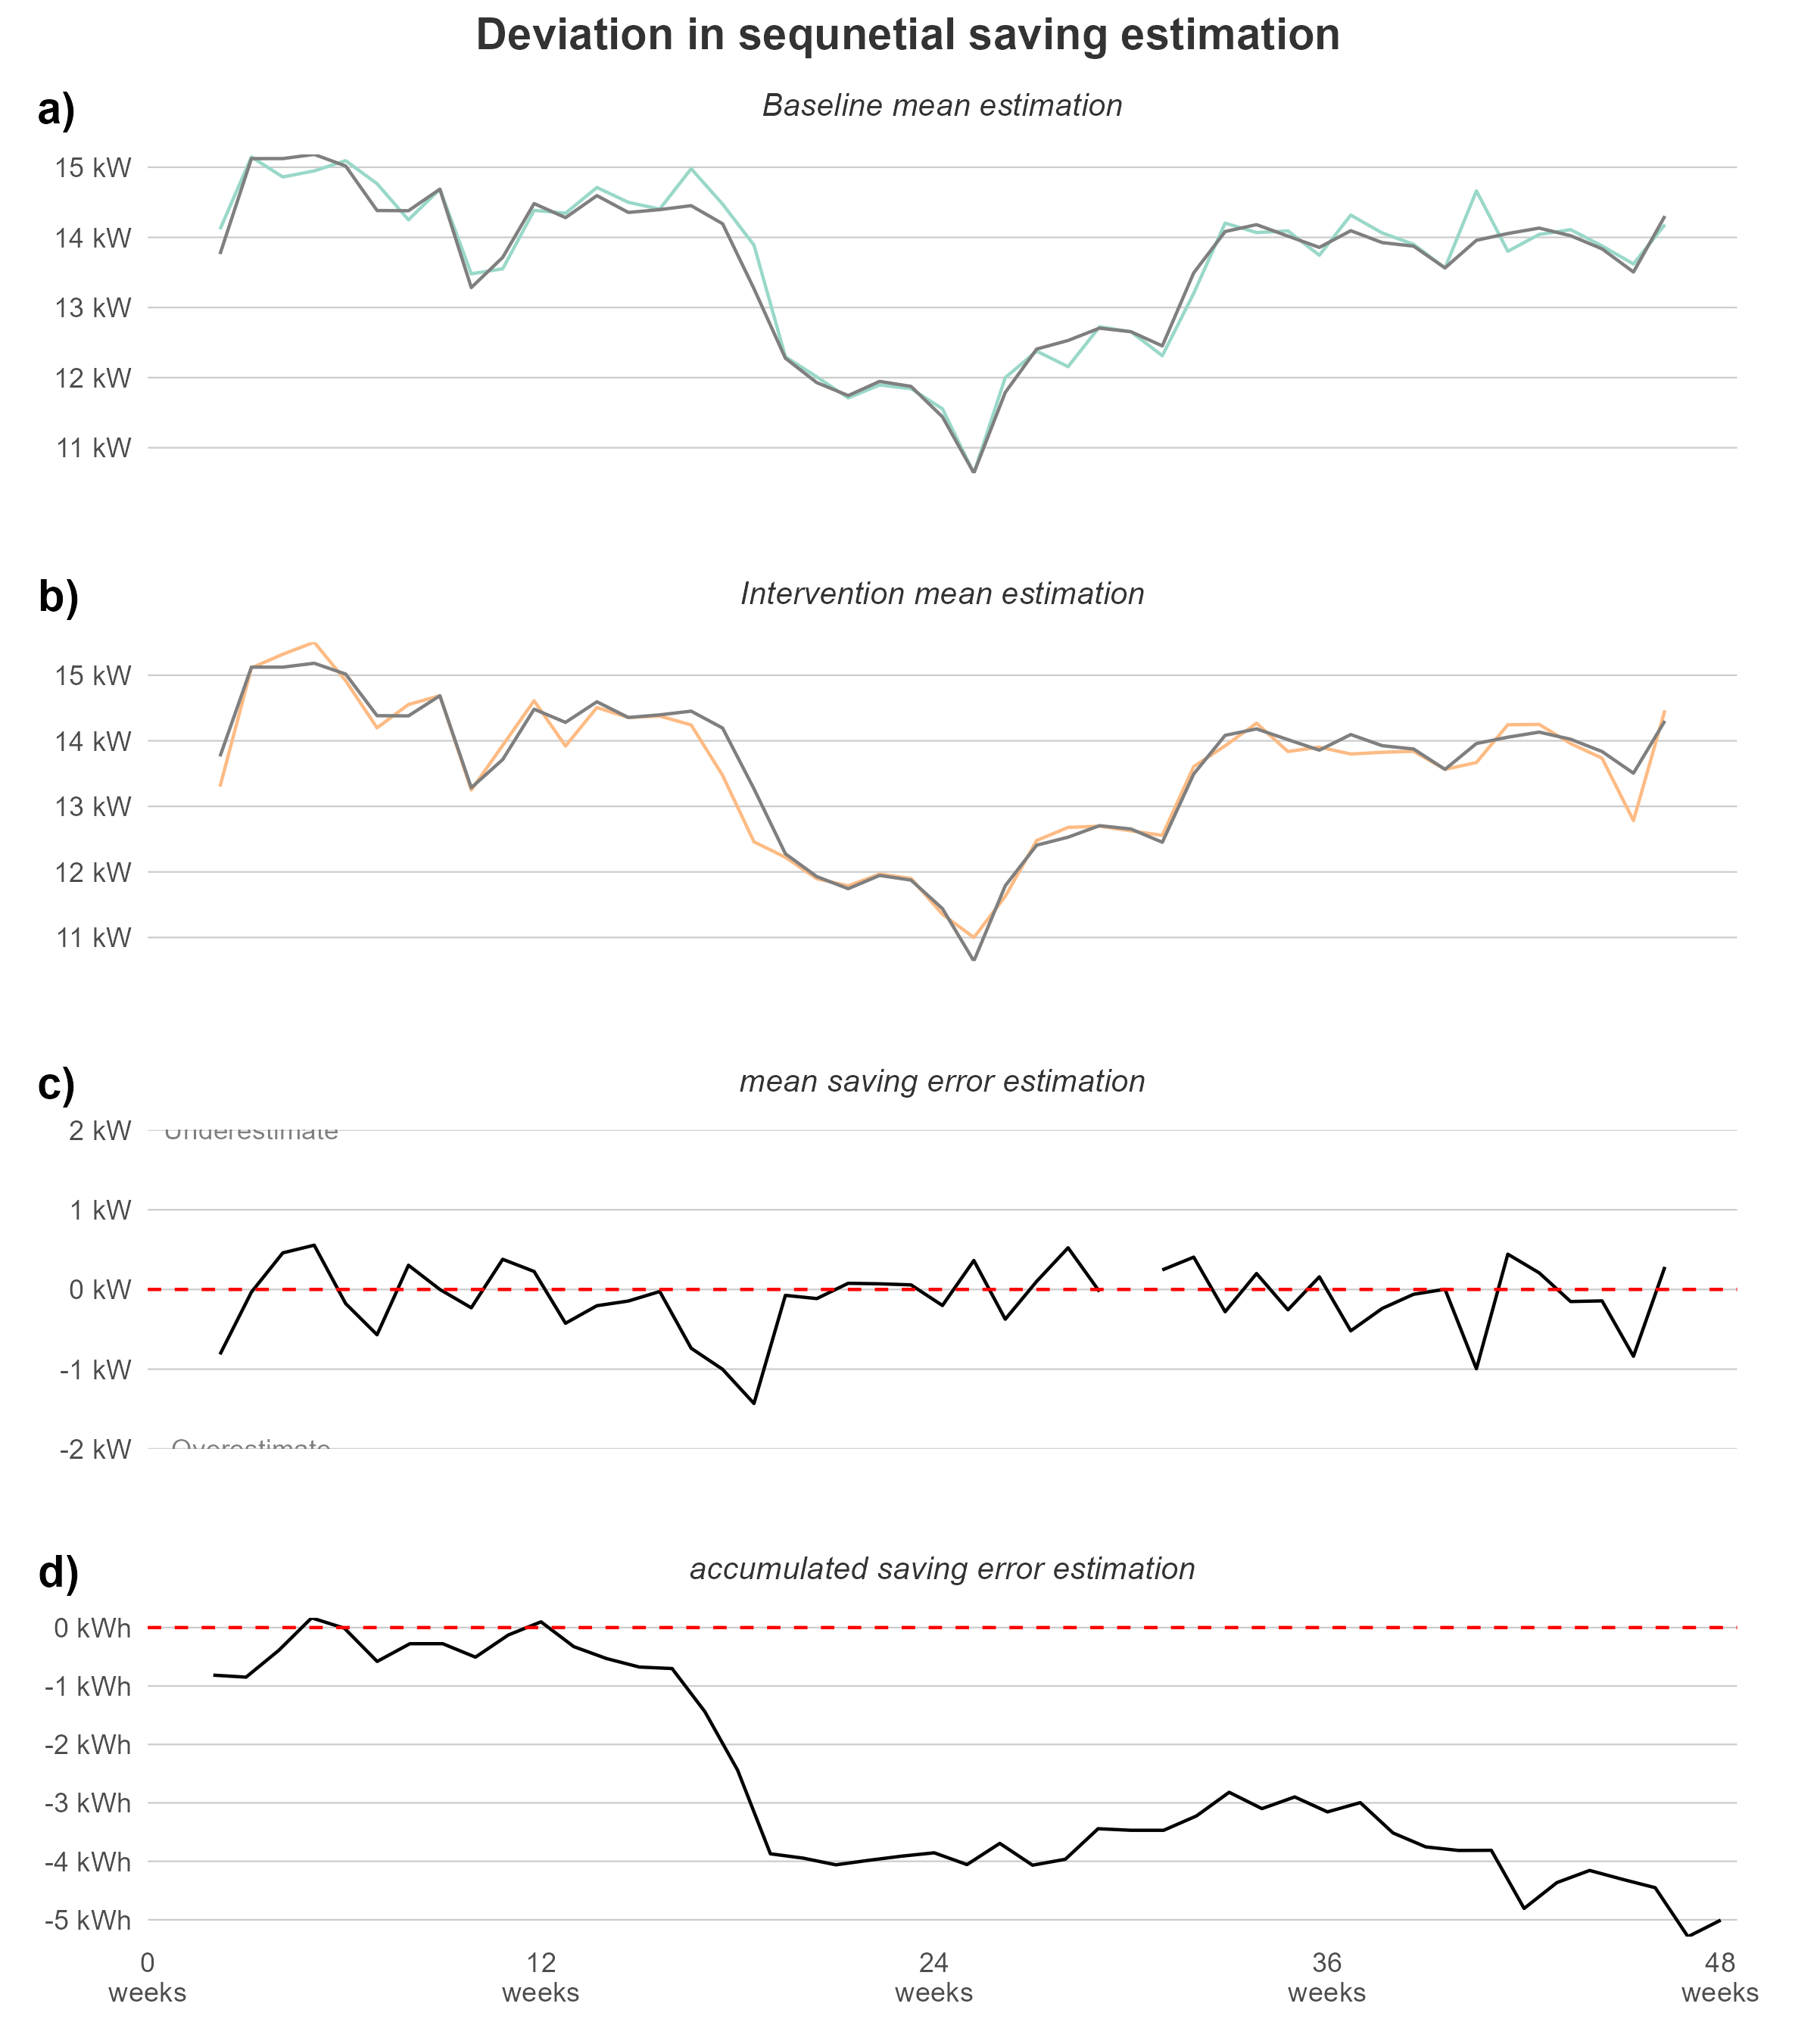 Deviation in sequnetial saving estimation
a)
Baseline mean estimation
15 kW
14 kW
13 kW
12 kW
11 kW
b)
Intervention mean estimation
15 kW
14 kW
13 kW
12 kW
11 kW
c)
mean saving error estimation
2 kW
Underestimate
1 kW
0 kW
-1 kW
-2 kW
Overestimate
d)
accumulated saving error estimation
0 kWh
-1 kWh
-2 kWh
-3 kWh
-4 kWh
-5 kWh
0 12 24 36 48
weeks weeks weeks weeks weeks